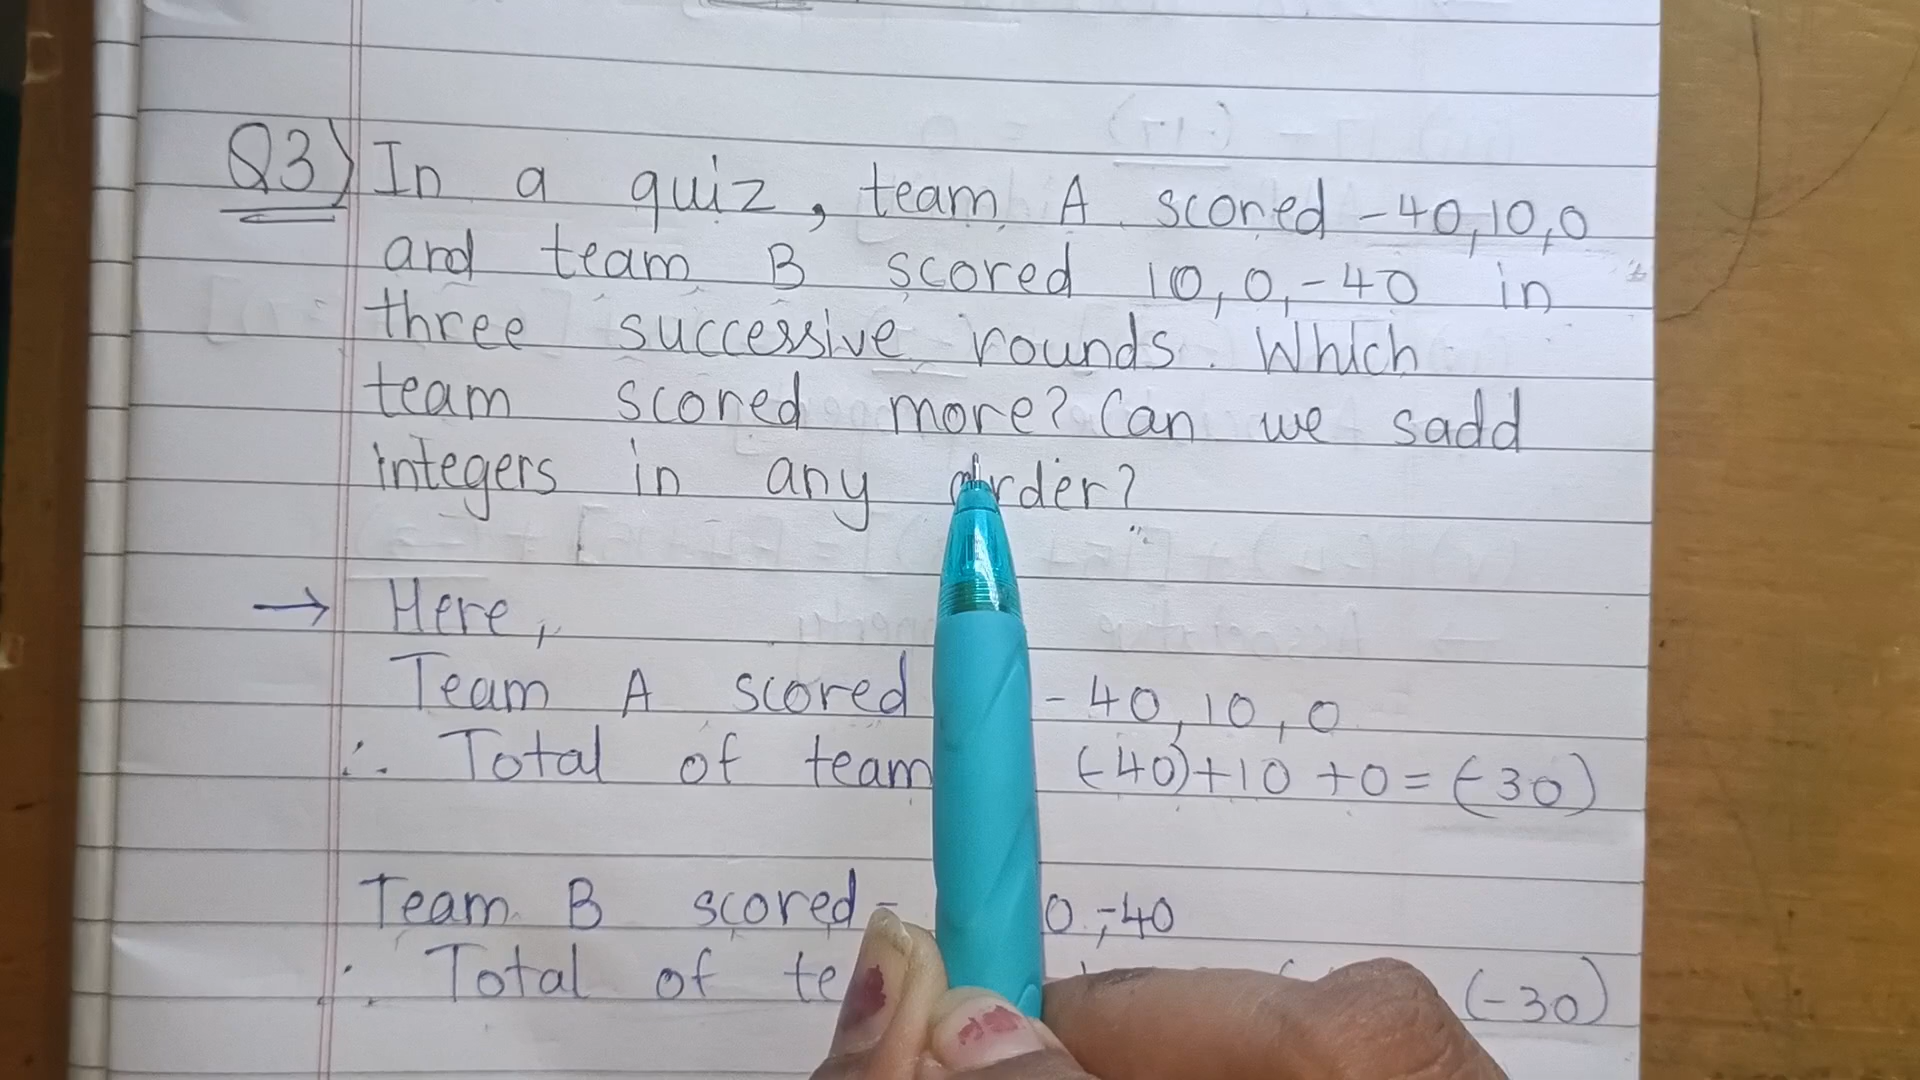 Q3) In a quiz, team A scored -40,10,0
and team B scored 10,0,-40 in
three successive rounds. Which
team scored more? Can we sadd
integers in any order?
→ Here,
Team A scored -40,10,0
∴ Total of team (-40)+10+0=(-30)
Team B scored- 0,-40
∴ Total of (-30)